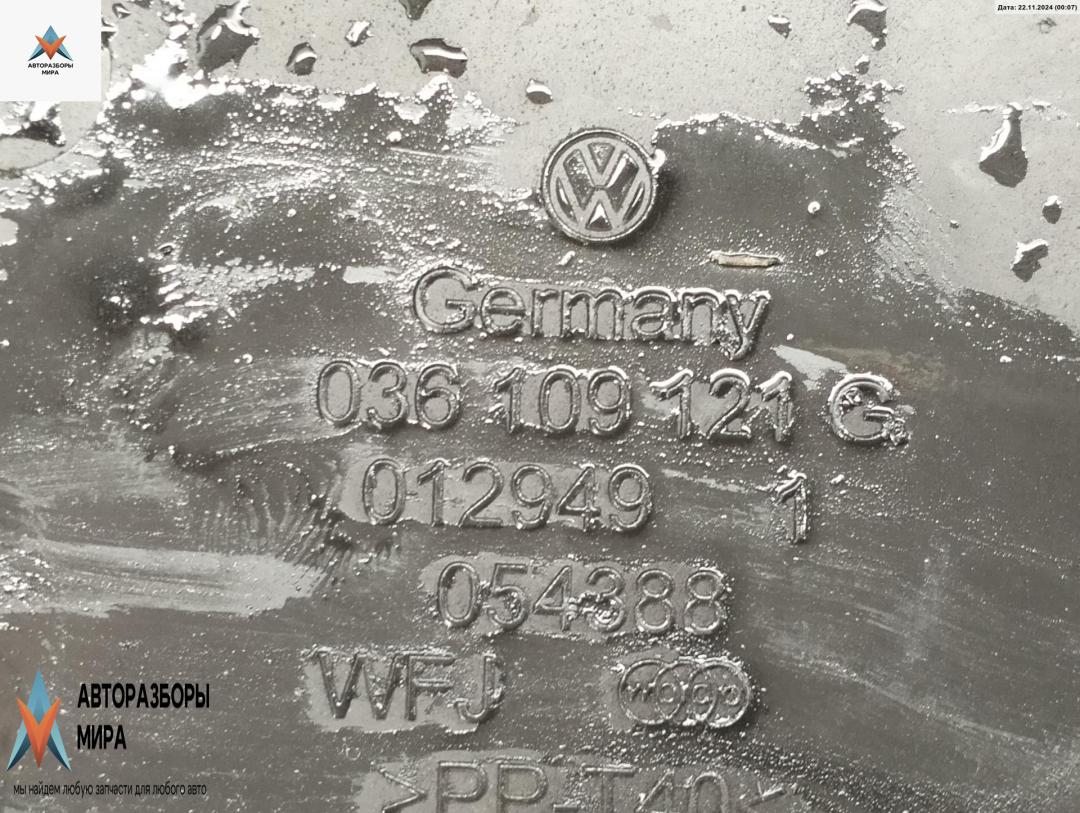 Дата: 22.11.2024 (00:07)
АВТОРАЗБОРЫ
МИРА
Germany
036 109 121 G
012949 1
054388
WFJ
>PP-T40<
АВТОРАЗБОРЫ
МИРА
мы найдем любую запчасти для любого авто